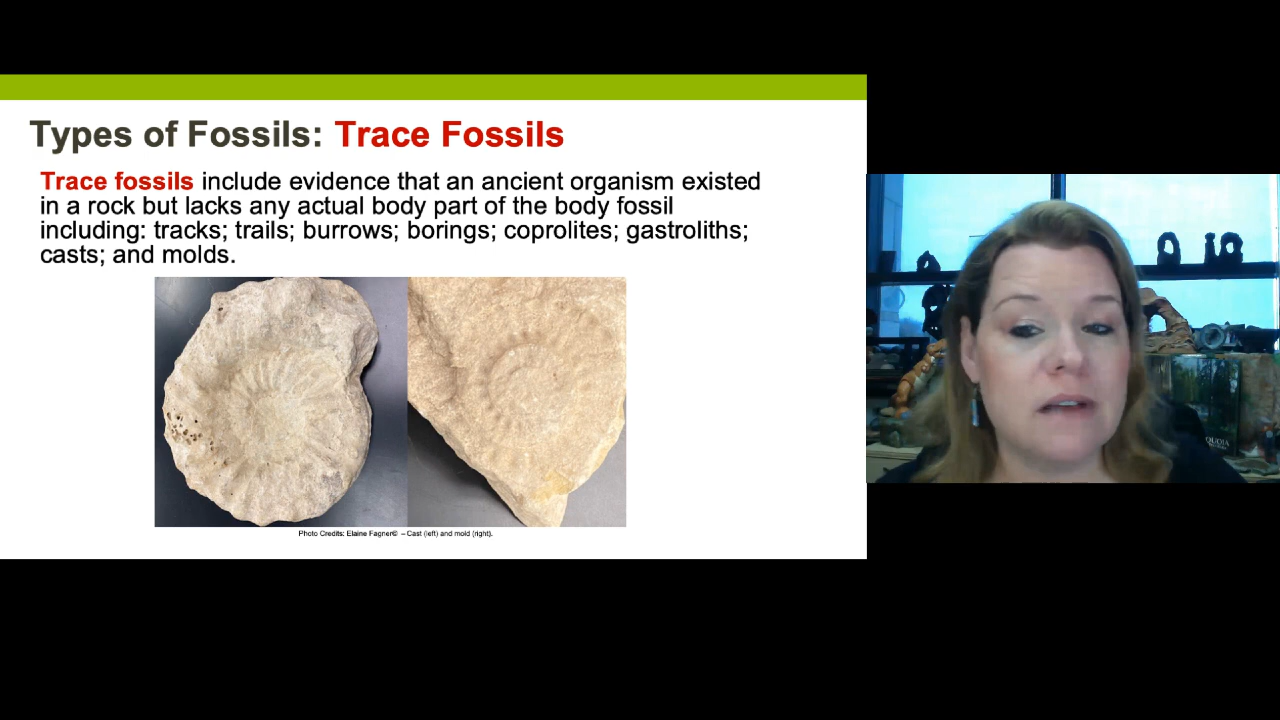 Types of Fossils: Trace Fossils
Trace fossils include evidence that an ancient organism existed
in a rock but lacks any actual body part of the body fossil
including: tracks; trails; burrows; borings; coprolites; gastroliths;
casts; and molds.
Photo Credits: Elaine Fagner© – Cast (left) and mold (right).